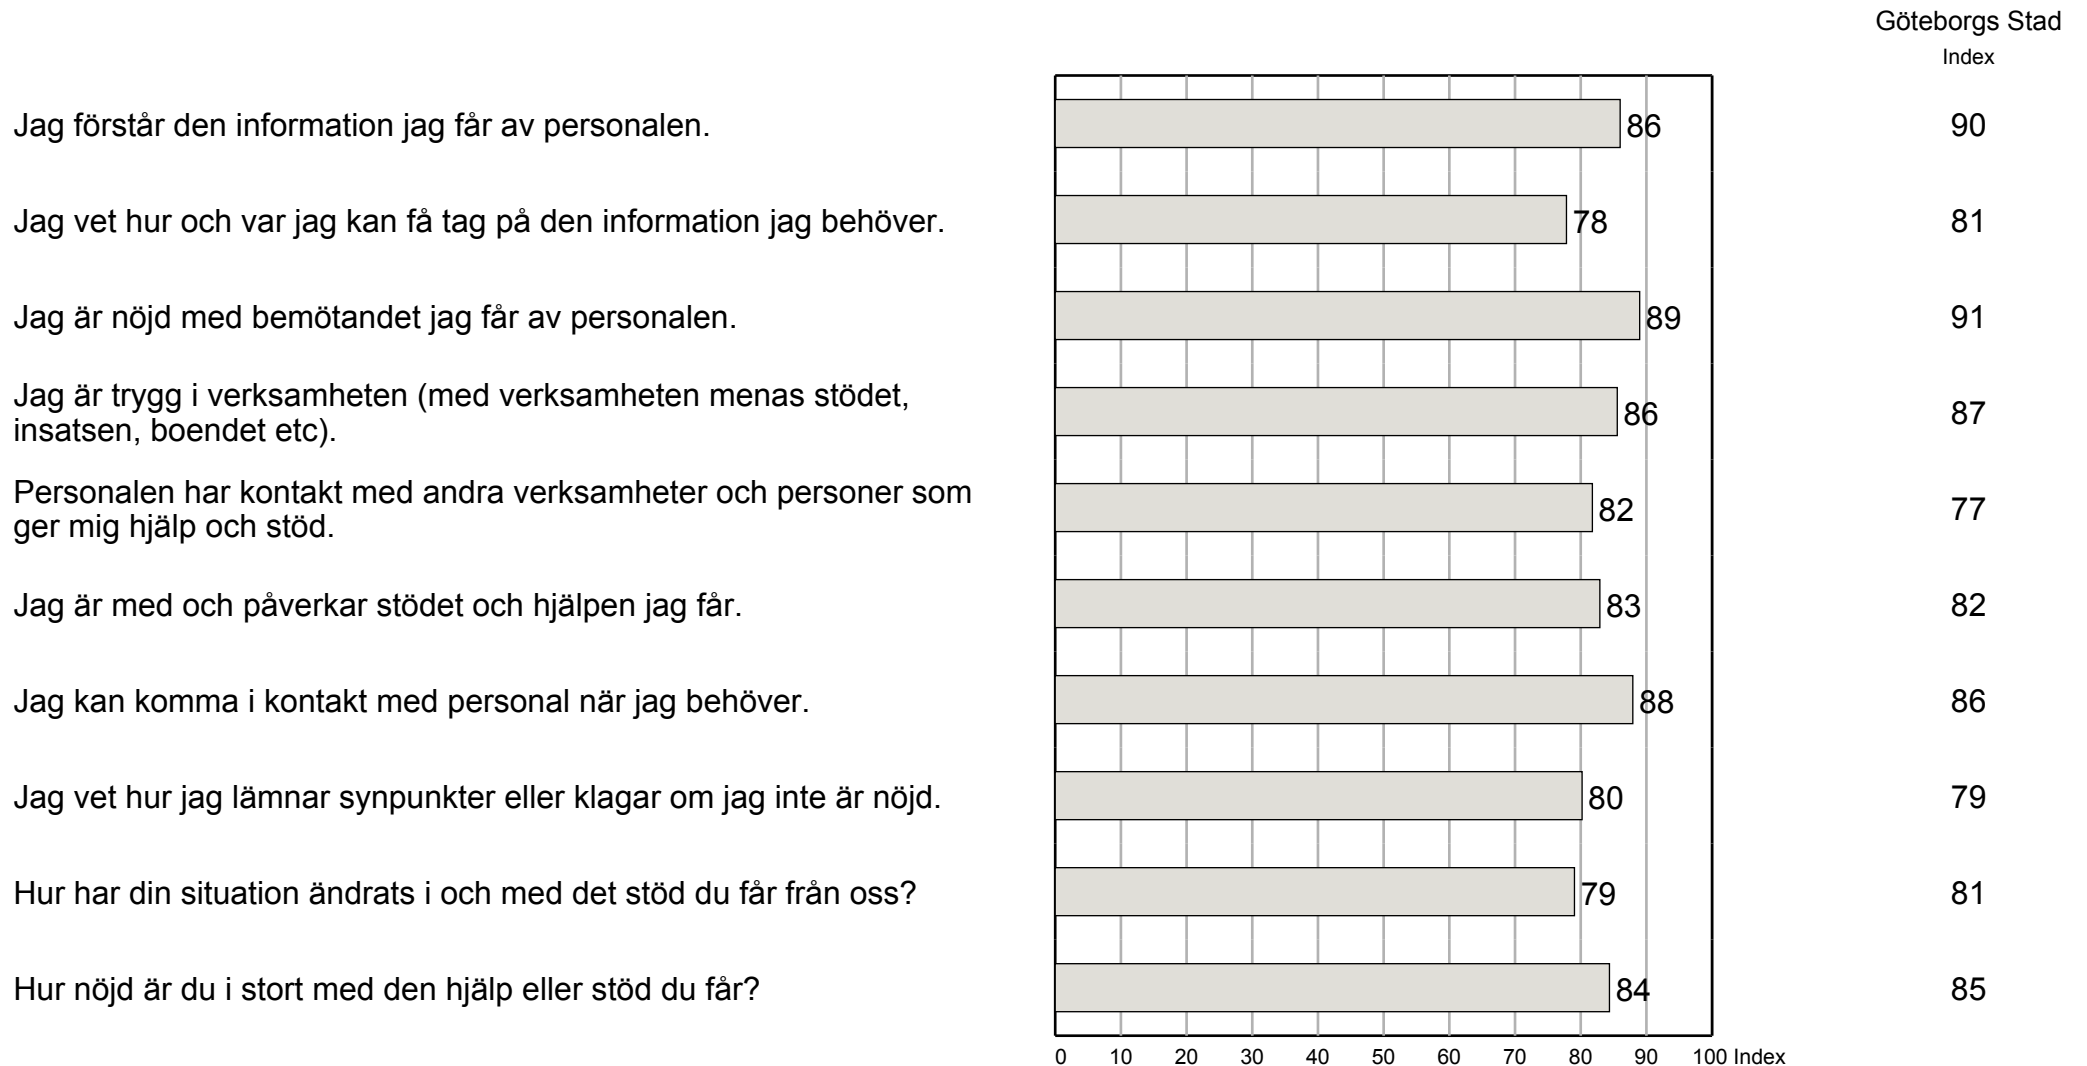 Göteborgs Stad
Index
Jag förstår den information jag får av personalen. 86 90
Jag vet hur och var jag kan få tag på den information jag behöver. 78 81
Jag är nöjd med bemötandet jag får av personalen. 89 91
Jag är trygg i verksamheten (med verksamheten menas stödet,
insatsen, boendet etc). 86 87
Personalen har kontakt med andra verksamheter och personer som
ger mig hjälp och stöd. 82 77
Jag är med och påverkar stödet och hjälpen jag får. 83 82
Jag kan komma i kontakt med personal när jag behöver. 88 86
Jag vet hur jag lämnar synpunkter eller klagar om jag inte är nöjd. 80 79
Hur har din situation ändrats i och med det stöd du får från oss? 79 81
Hur nöjd är du i stort med den hjälp eller stöd du får? 84 85
0 10 20 30 40 50 60 70 80 90 100 Index